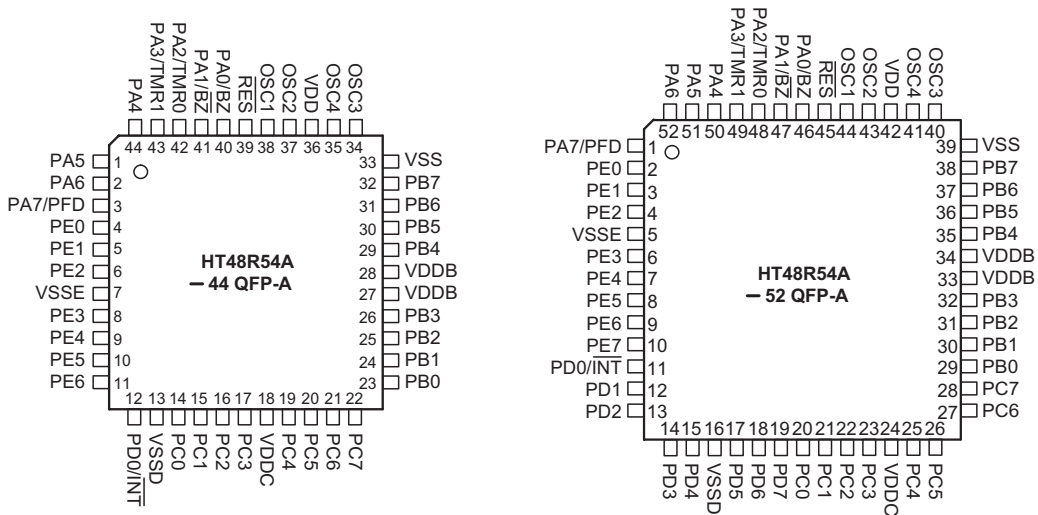 PA4
PA3/TMR1
PA2/TMR0
PA1/BZ
PA0/BZ
RES
OSC1
OSC2
VDD
OSC4
OSC3
44 43 42 41 40 39 38 37 36 35 34
PA5 1
PA6 2
PA7/PFD 3
PE0 4
PE1 5
PE2 6
VSSE 7
PE3 8
PE4 9
PE5 10
PE6 11
HT48R54A
– 44 QFP-A
33 VSS
32 PB7
31 PB6
30 PB5
29 PB4
28 VDDB
27 VDDB
26 PB3
25 PB2
24 PB1
23 PB0
12 13 14 15 16 17 18 19 20 21 22
PD0/INT
VSSD
PC0
PC1
PC2
PC3
VDDC
PC4
PC5
PC6
PC7
PA6
PA5
PA4
PA3/TMR1
PA2/TMR0
PA1/BZ
PA0/BZ
RES
OSC1
OSC2
VDD
OSC4
OSC3
52 51 50 49 48 47 46 45 44 43 42 41 40
PA7/PFD 1
PE0 2
PE1 3
PE2 4
VSSE 5
PE3 6
PE4 7
PE5 8
PE6 9
PE7 10
PD0/INT 11
PD1 12
PD2 13
HT48R54A
– 52 QFP-A
39 VSS
38 PB7
37 PB6
36 PB5
35 PB4
34 VDDB
33 VDDB
32 PB3
31 PB2
30 PB1
29 PB0
28 PC7
27 PC6
14 15 16 17 18 19 20 21 22 23 24 25 26
PD3
PD4
VSSD
PD5
PD6
PD7
PC0
PC1
PC2
PC3
VDDC
PC4
PC5